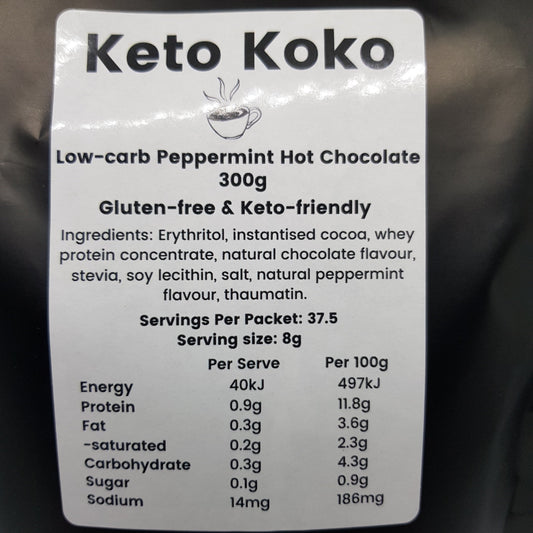 Keto Koko
Low-carb Peppermint Hot Chocolate
300g
Gluten-free & Keto-friendly
Ingredients: Erythritol, instantised cocoa, whey
protein concentrate, natural chocolate flavour,
stevia, soy lecithin, salt, natural peppermint
flavour, thaumatin.
Servings Per Packet: 37.5
Serving size: 8g
Per Serve Per 100g
Energy 40kJ 497kJ
Protein 0.9g 11.8g
Fat 0.3g 3.6g
-saturated 0.2g 2.3g
Carbohydrate 0.3g 4.3g
Sugar 0.1g 0.9g
Sodium 14mg 186mg